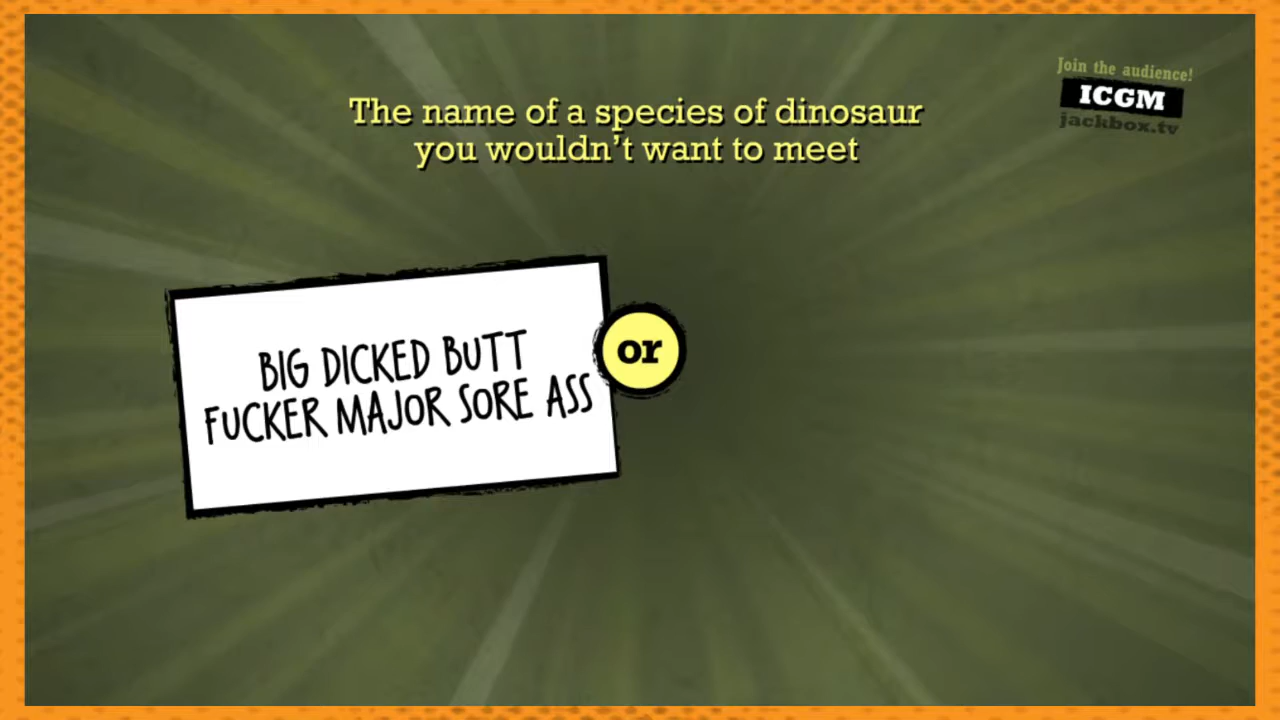 Join the audience!
ICGM
jackbox.tv
The name of a species of dinosaur
you wouldn't want to meet
BIG DICKED BUTT
FUCKER MAJOR SORE ASS
or